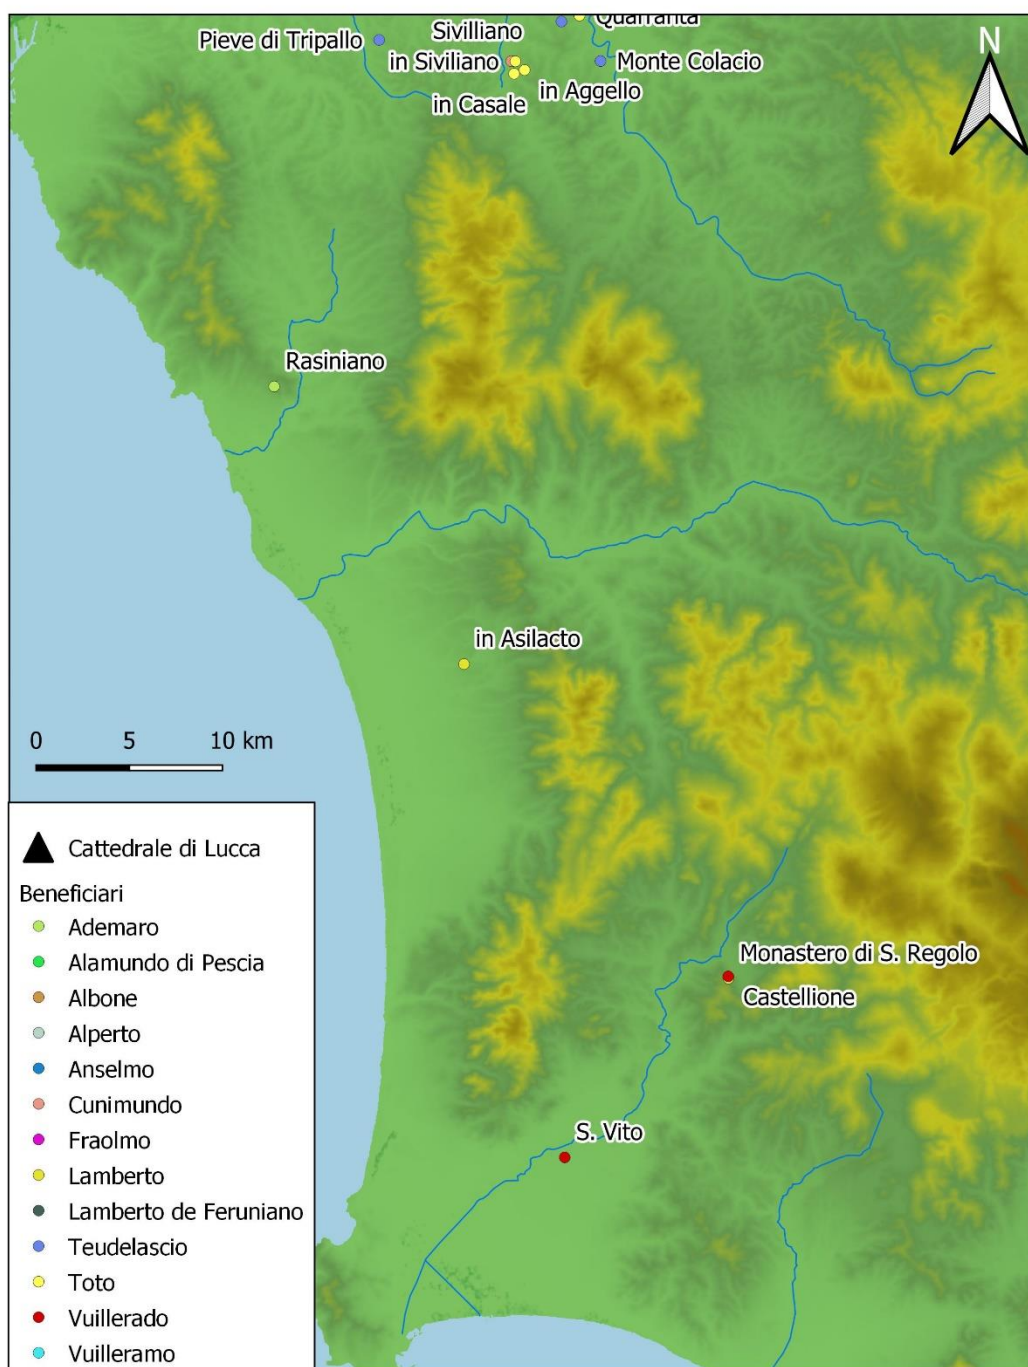 Quarranta
Sivilliano
N
Pieve di Tripallo
in Siviliano
Monte Colacio
in Aggello
in Casale
Rasiniano
in Asilacto
0 5 10 km
Monastero di S. Regolo
Castellione
S. Vito
Cattedrale di Lucca
Beneficiari
Ademaro
Alamundo di Pescia
Albone
Alperto
Anselmo
Cunimundo
Fraolmo
Lamberto
Lamberto de Feruniano
Teudelascio
Toto
Vuillerado
Vuilleramo